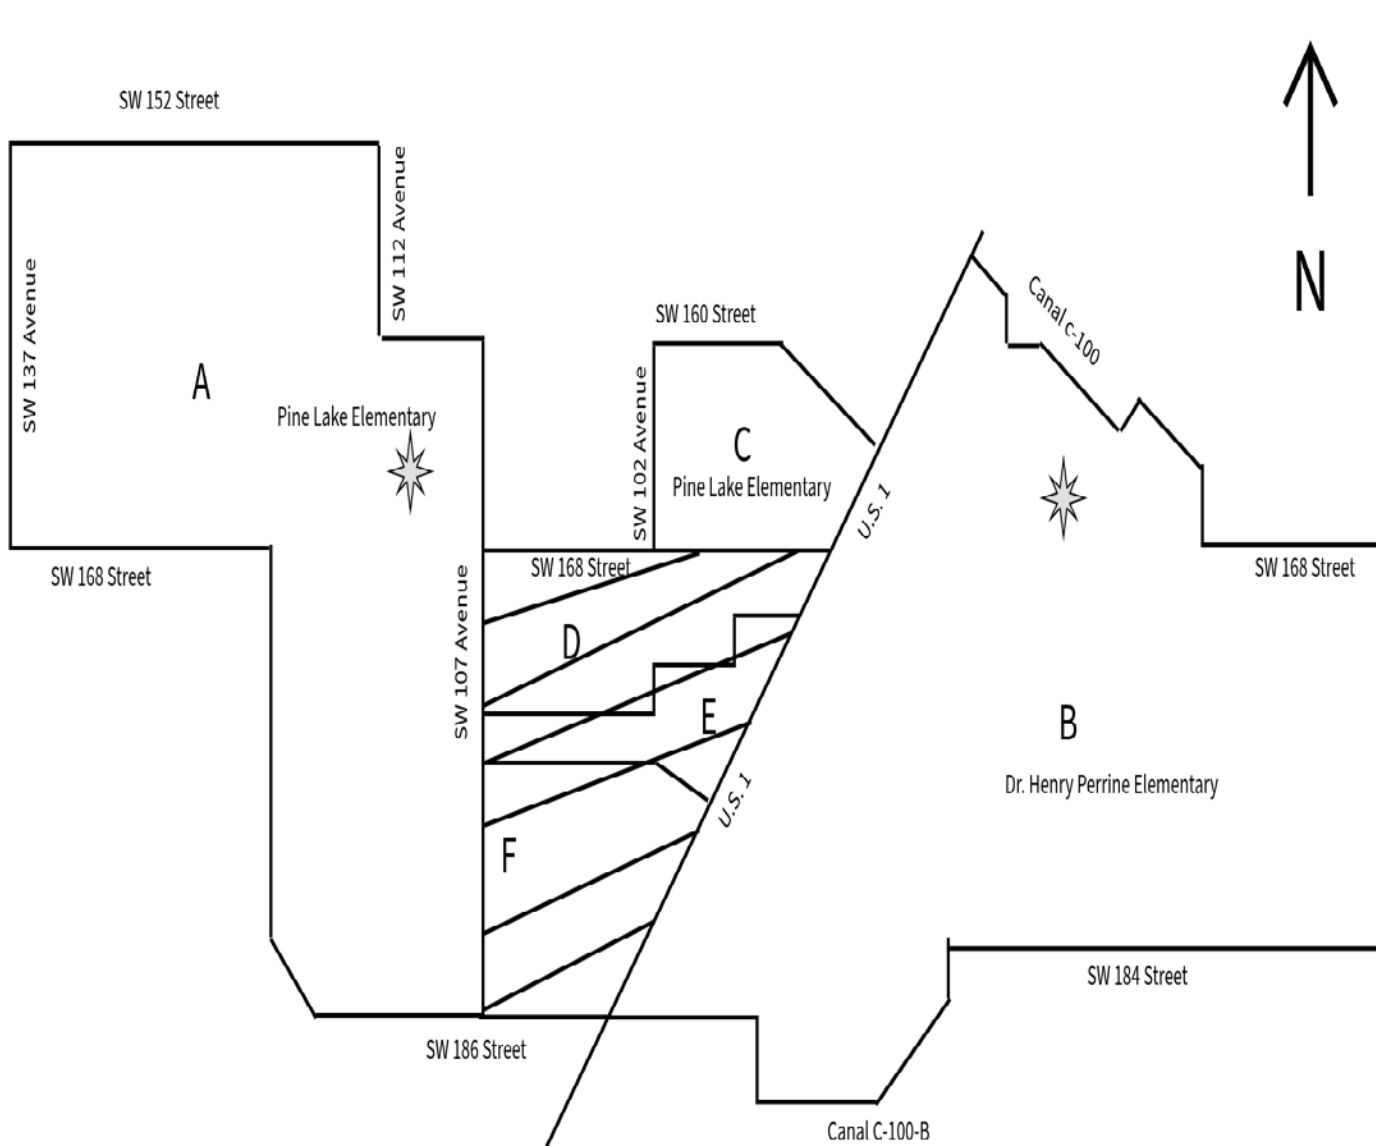 SW 152 Street
SW 112 Avenue
SW 137 Avenue
A
Pine Lake Elementary
SW 160 Street
SW 102 Avenue
C
Pine Lake Elementary
Canal c-100
N
U.S. 1
SW 168 Street
SW 168 Street
SW 168 Street
SW 107 Avenue
D
E
B
Dr. Henry Perrine Elementary
U.S. 1
F
SW 184 Street
SW 186 Street
Canal C-100-B